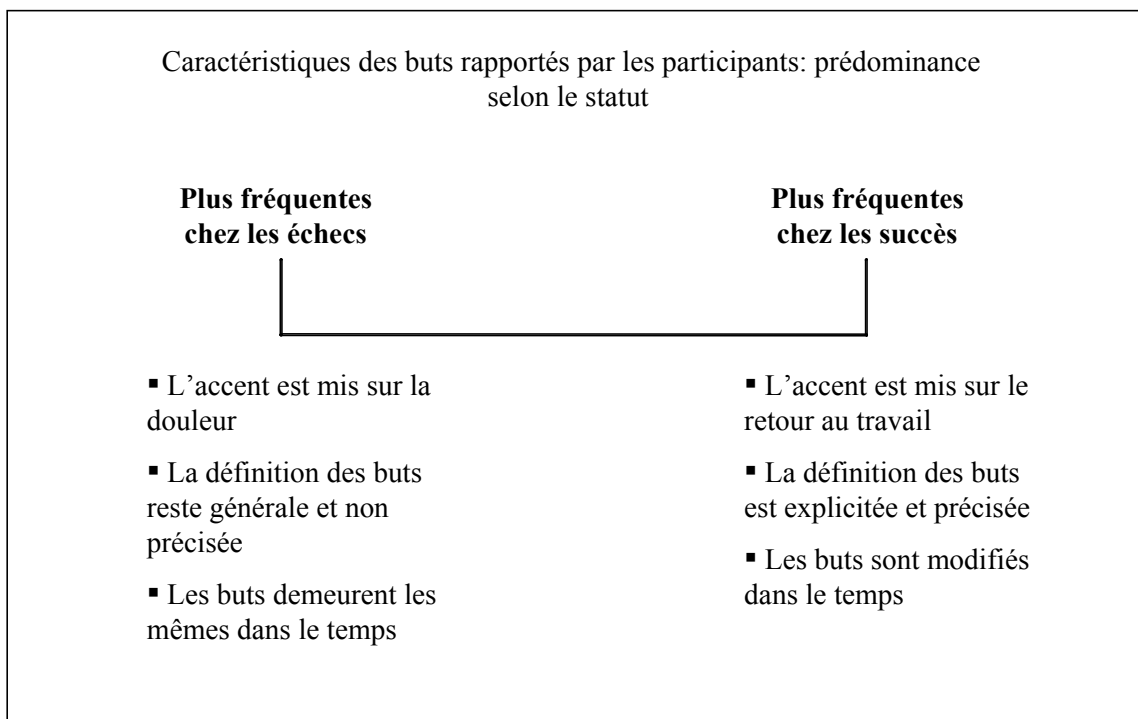 Caractéristiques des buts rapportés par les participants: prédominance
selon le statut
Plus fréquentes
chez les échecs
▪ L’accent est mis sur la
douleur
▪ La définition des buts
reste générale et non
précisée
▪ Les buts demeurent les
mêmes dans le temps
Plus fréquentes
chez les succès
▪ L’accent est mis sur le
retour au travail
▪ La définition des buts
est explicitée et précisée
▪ Les buts sont modifiés
dans le temps